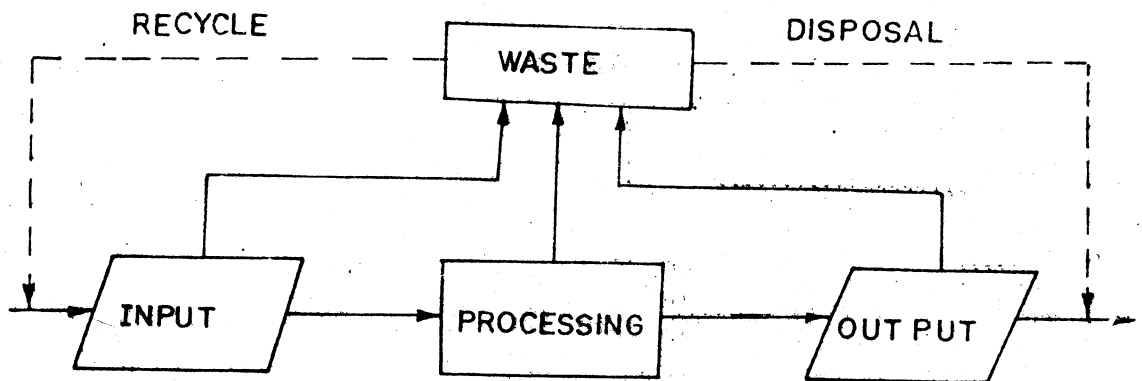 RECYCLE
DISPOSAL
WASTE
INPUT
PROCESSING
OUT PUT